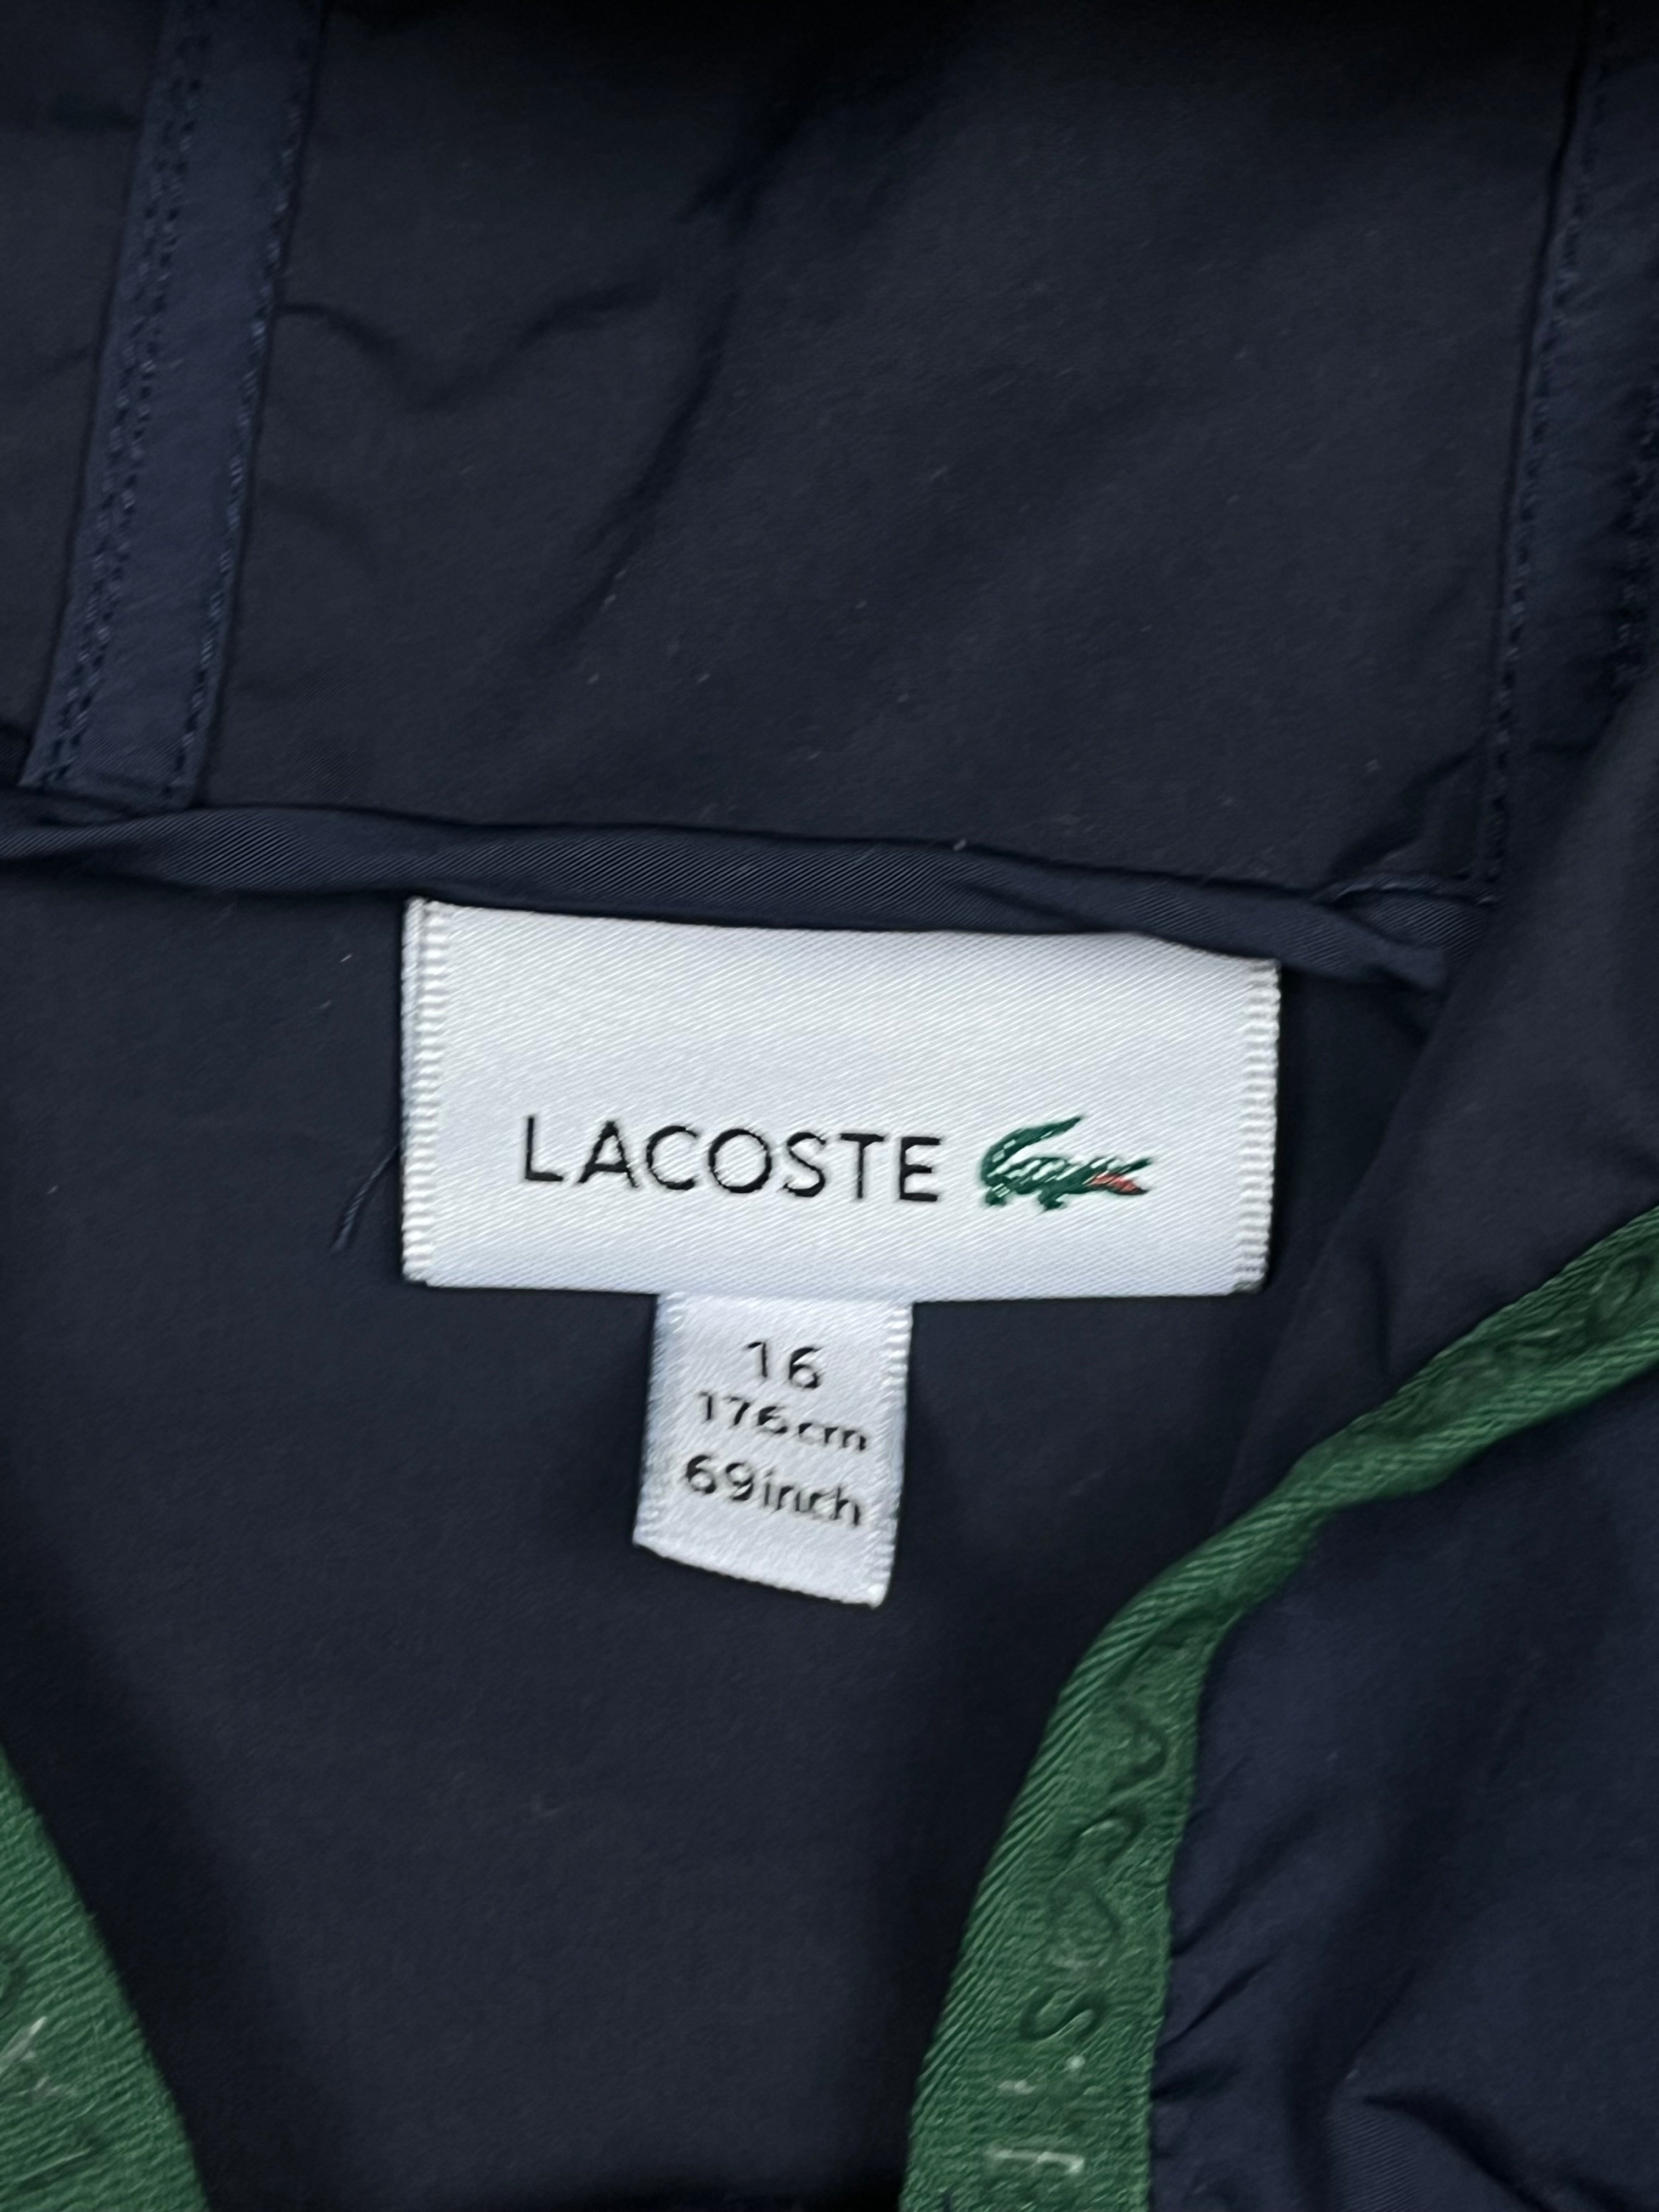 LACOSTE
16
176cm
69inch